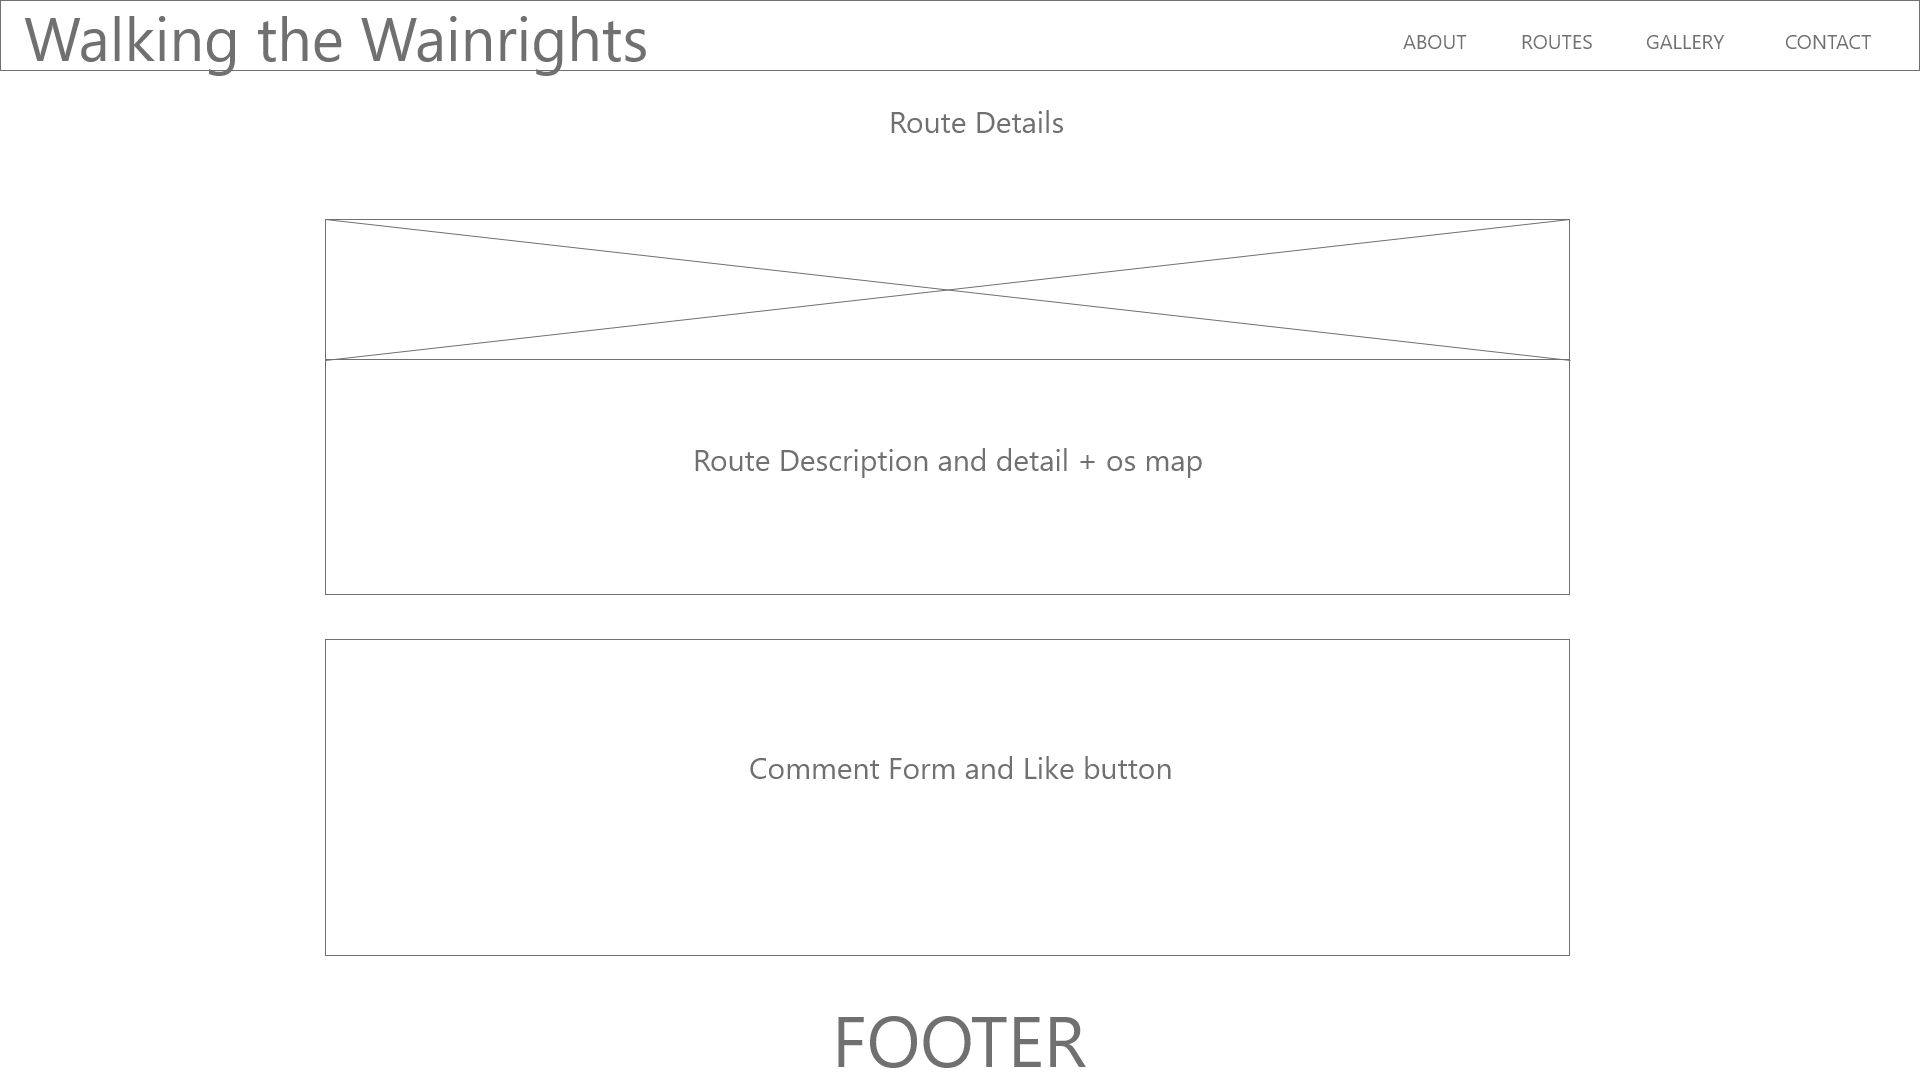 Walking the Wainrights
ABOUT ROUTES GALLERY CONTACT
Route Details
Route Description and detail + os map
Comment Form and Like button
FOOTER